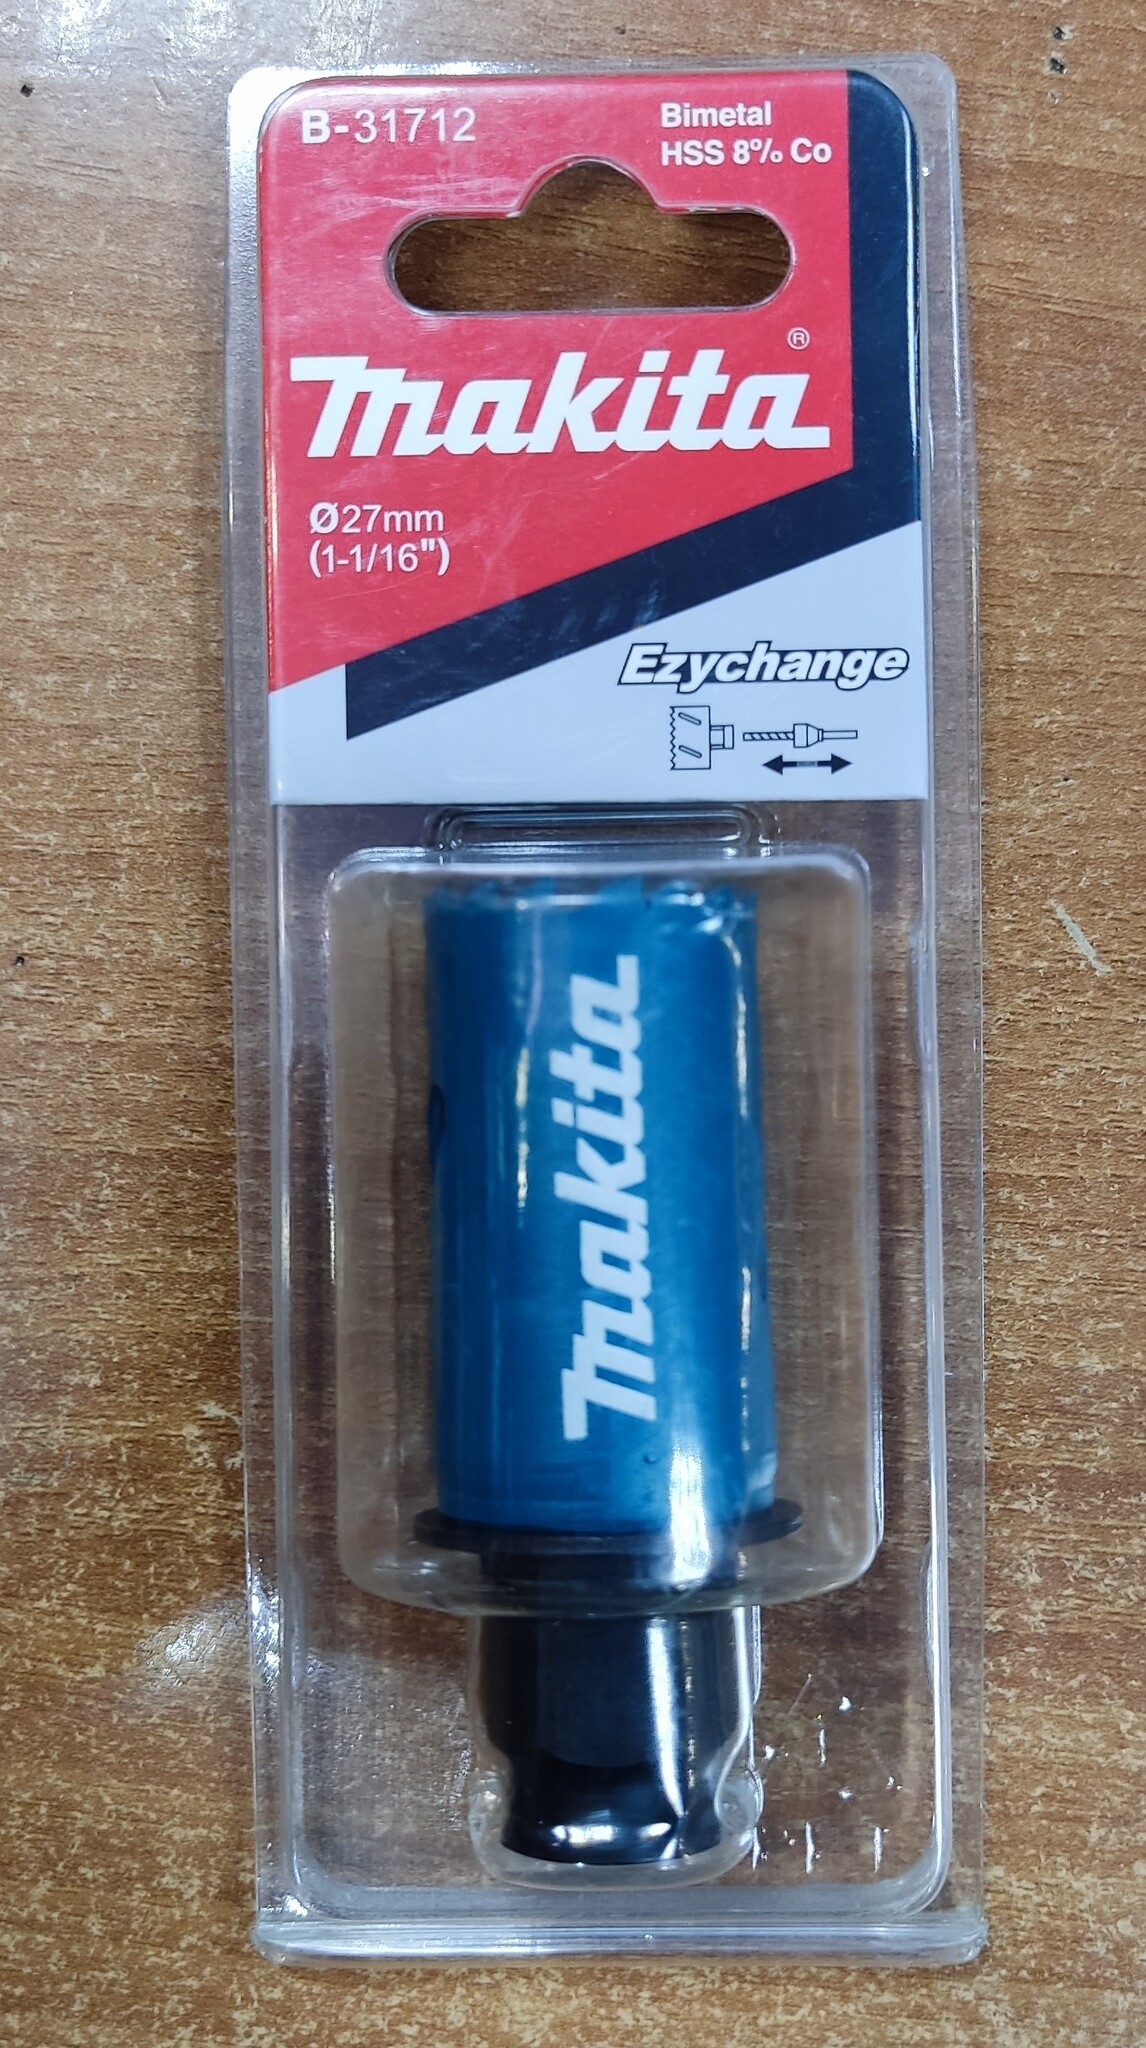 B-31712
Bimetal
HSS 8% Co
makita®
Ø27mm
(1-1/16")
Ezychange
makita